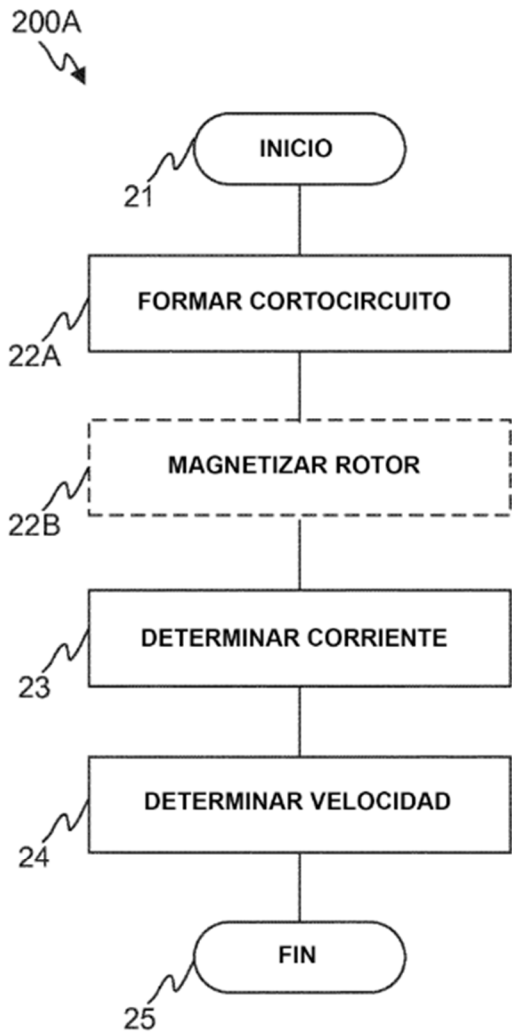 200A
INICIO
21
FORMAR CORTOCIRCUITO
22A
MAGNETIZAR ROTOR
22B
DETERMINAR CORRIENTE
23
DETERMINAR VELOCIDAD
24
FIN
25